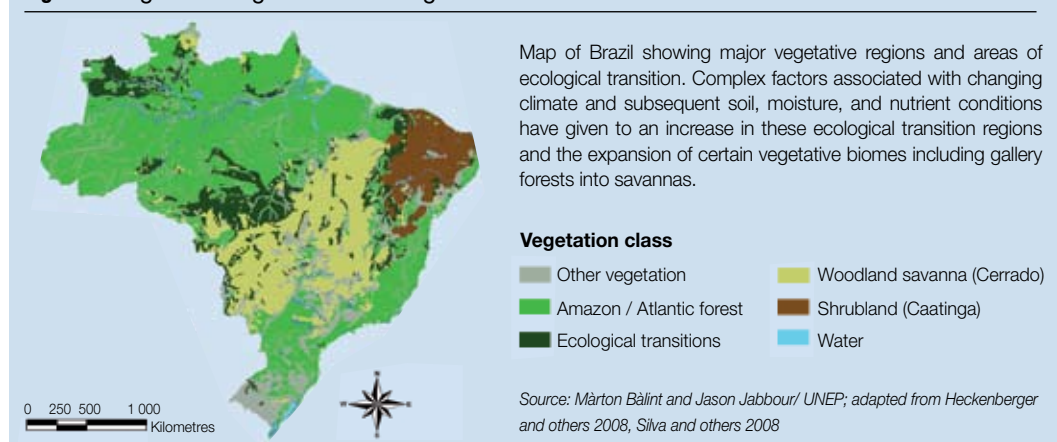 Map of Brazil showing major vegetative regions and areas of
ecological transition. Complex factors associated with changing
climate and subsequent soil, moisture, and nutrient conditions
have given to an increase in these ecological transition regions
and the expansion of certain vegetative biomes including gallery
forests into savannas.
Vegetation class
Other vegetation
Amazon / Atlantic forest
Ecological transitions
Woodland savanna (Cerrado)
Shrubland (Caatinga)
Water
0 250 500 1 000
Kilometres
Source: Màrton Bàlint and Jason Jabbour/ UNEP; adapted from Heckenberger
and others 2008, Silva and others 2008